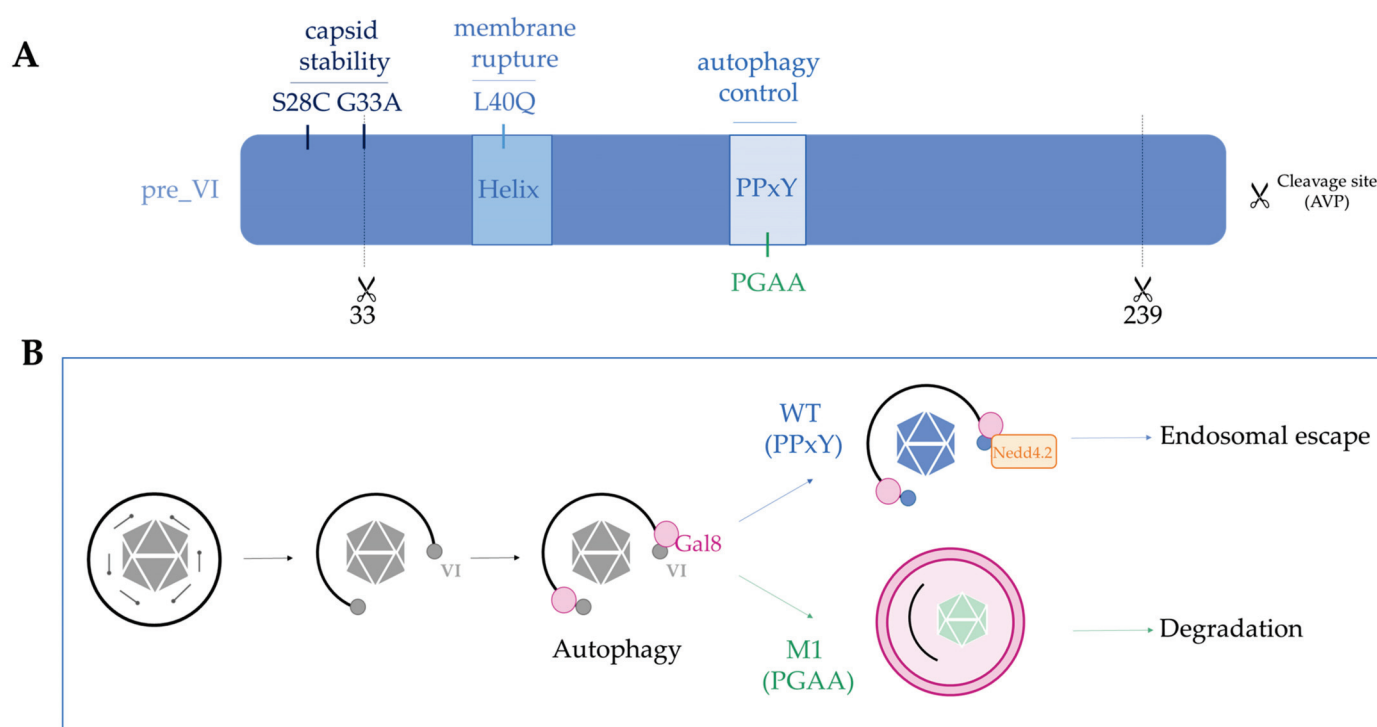 A
capsid
stability
S28C G33A
membrane
rupture
L40Q
autophagy
control
pre_VI
Helix
PPxY
PGAA
Cleavage site
(AVP)
33
239
B
VI
Gal8
VI
Autophagy
WT
(PPxY)
Nedd4.2
Endosomal escape
M1
(PGAA)
Degradation